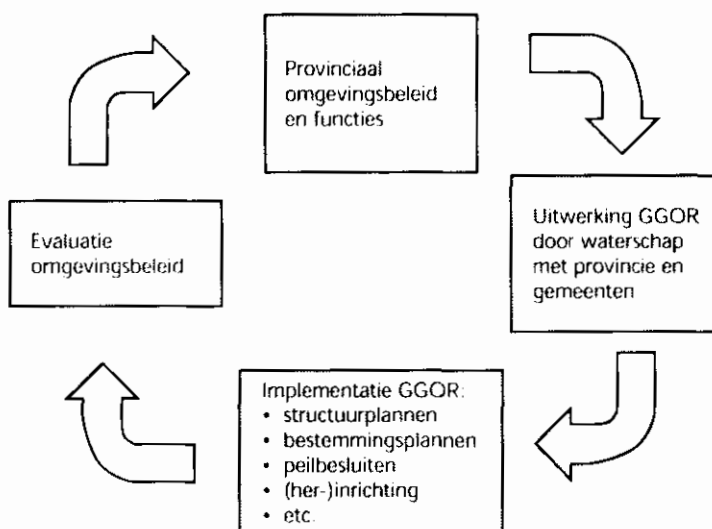 Provinciaal
omgevingsbeleid
en functies
Uitwerking GGOR
door waterschap
met provincie en
gemeenten
Implementatie GGOR:
• structuurplannen
• bestemmingsplannen
• peilbesluiten
• (her-)inrichting
• etc.
Evaluatie
omgevingsbeleid